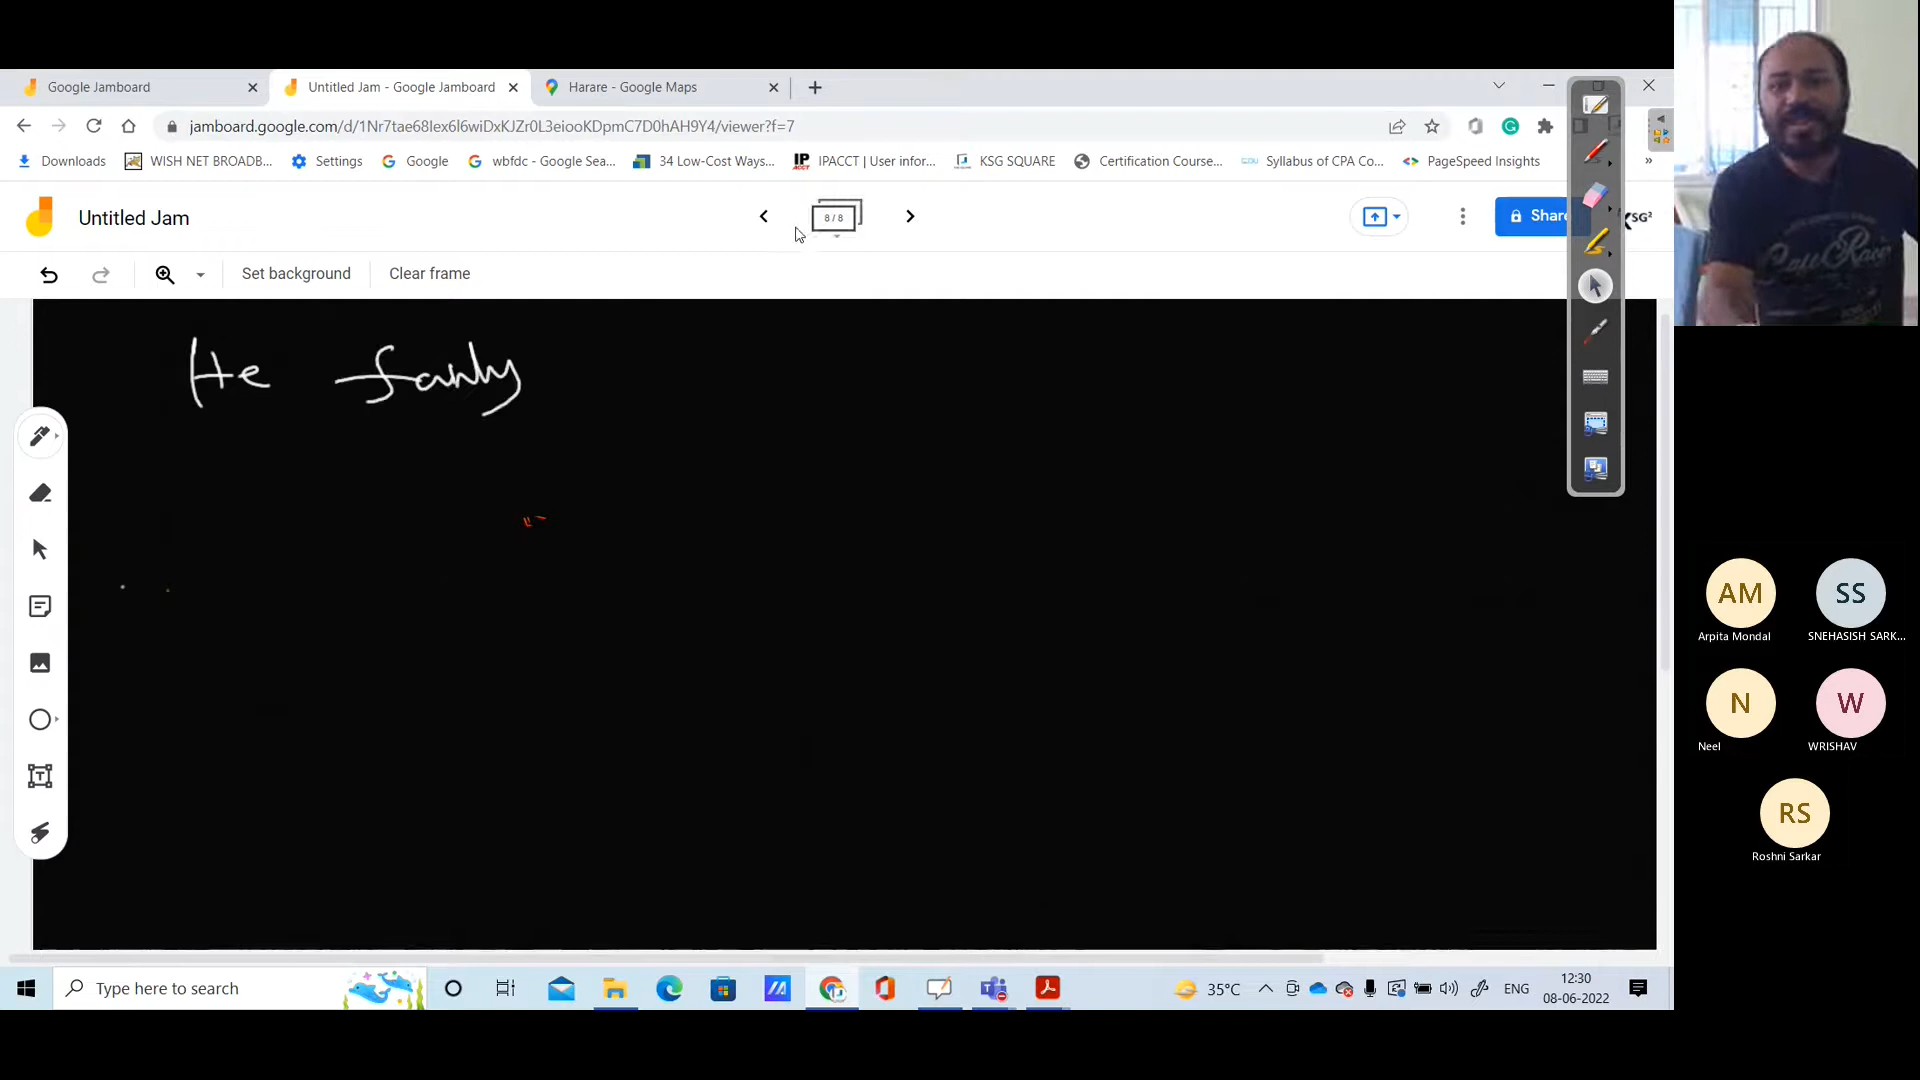 Google Jamboard
Untitled Jam - Google Jamboard
Harare - Google Maps
jamboard.google.com/d/1Nr7tae68Iex6l6wiDxKJZr0L3eiooKDpmC7D0hAH9Y4/viewer?f=7
Downloads WISH NET BROADB... Settings Google wbfdc - Google Sea... 34 Low-Cost Ways... IPACCT | User infor... KSG SQUARE Certification Course... Syllabus of CPA Co... PageSpeed Insights »
Untitled Jam
8 / 8
Share
SG²
Set background
Clear frame
He
AM
SS
Arpita Mondal
SNEHASISH SARK...
N
W
Neel
WRISHAV
RS
Roshni Sarkar
Type here to search
35°C
ENG
12:30
08-06-2022